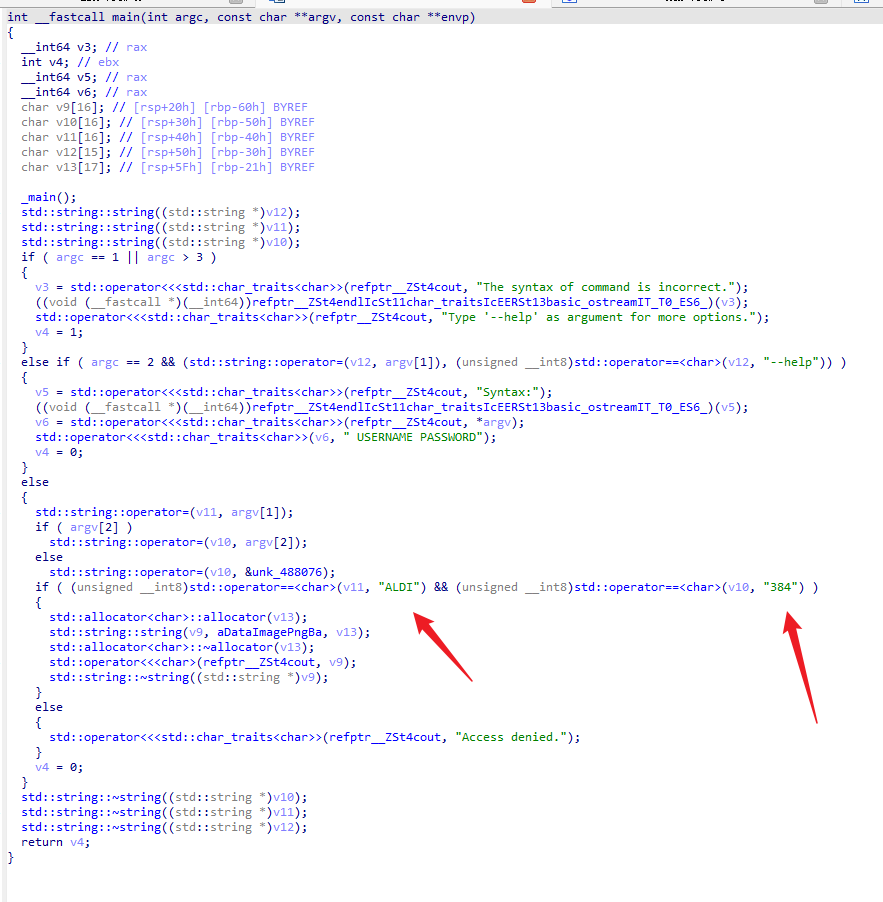 int __fastcall main(int argc, const char **argv, const char **envp)
{
  __int64 v3; // rax
  int v4; // ebx
  __int64 v5; // rax
  __int64 v6; // rax
  char v9[16]; // [rsp+20h] [rbp-60h] BYREF
  char v10[16]; // [rsp+30h] [rbp-50h] BYREF
  char v11[16]; // [rsp+40h] [rbp-40h] BYREF
  char v12[15]; // [rsp+50h] [rbp-30h] BYREF
  char v13[17]; // [rsp+5Fh] [rbp-21h] BYREF

  _main();
  std::string::string((std::string *)v12);
  std::string::string((std::string *)v11);
  std::string::string((std::string *)v10);
  if ( argc == 1 || argc > 3 )
  {
    v3 = std::operator<<<std::char_traits<char>>(refptr__ZSt4cout, "The syntax of command is incorrect.");
    ((void (__fastcall *)(__int64))refptr__ZSt4endlIcSt11char_traitsIcEERSt13basic_ostreamIT_T0_ES6_)(v3);
    std::operator<<<std::char_traits<char>>(refptr__ZSt4cout, "Type '--help' as argument for more options.");
    v4 = 1;
  }
  else if ( argc == 2 && (std::string::operator=(v12, argv[1]), (unsigned __int8)std::operator==<char>(v12, "--help")) )
  {
    v5 = std::operator<<<std::char_traits<char>>(refptr__ZSt4cout, "Syntax:");
    ((void (__fastcall *)(__int64))refptr__ZSt4endlIcSt11char_traitsIcEERSt13basic_ostreamIT_T0_ES6_)(v5);
    v6 = std::operator<<<std::char_traits<char>>(refptr__ZSt4cout, *argv);
    std::operator<<<std::char_traits<char>>(v6, " USERNAME PASSWORD");
    v4 = 0;
  }
  else
  {
    std::string::operator=(v11, argv[1]);
    if ( argv[2] )
      std::string::operator=(v10, argv[2]);
    else
      std::string::operator=(v10, &unk_488076);
    if ( (unsigned __int8)std::operator==<char>(v11, "ALDI") && (unsigned __int8)std::operator==<char>(v10, "384") )
    {
      std::allocator<char>::allocator(v13);
      std::string::string(v9, aDataImagePngBa, v13);
      std::allocator<char>::~allocator(v13);
      std::operator<<<char>(refptr__ZSt4cout, v9);
      std::string::~string((std::string *)v9);
    }
    else
    {
      std::operator<<<std::char_traits<char>>(refptr__ZSt4cout, "Access denied.");
    }
    v4 = 0;
  }
  std::string::~string((std::string *)v10);
  std::string::~string((std::string *)v11);
  std::string::~string((std::string *)v12);
  return v4;
}